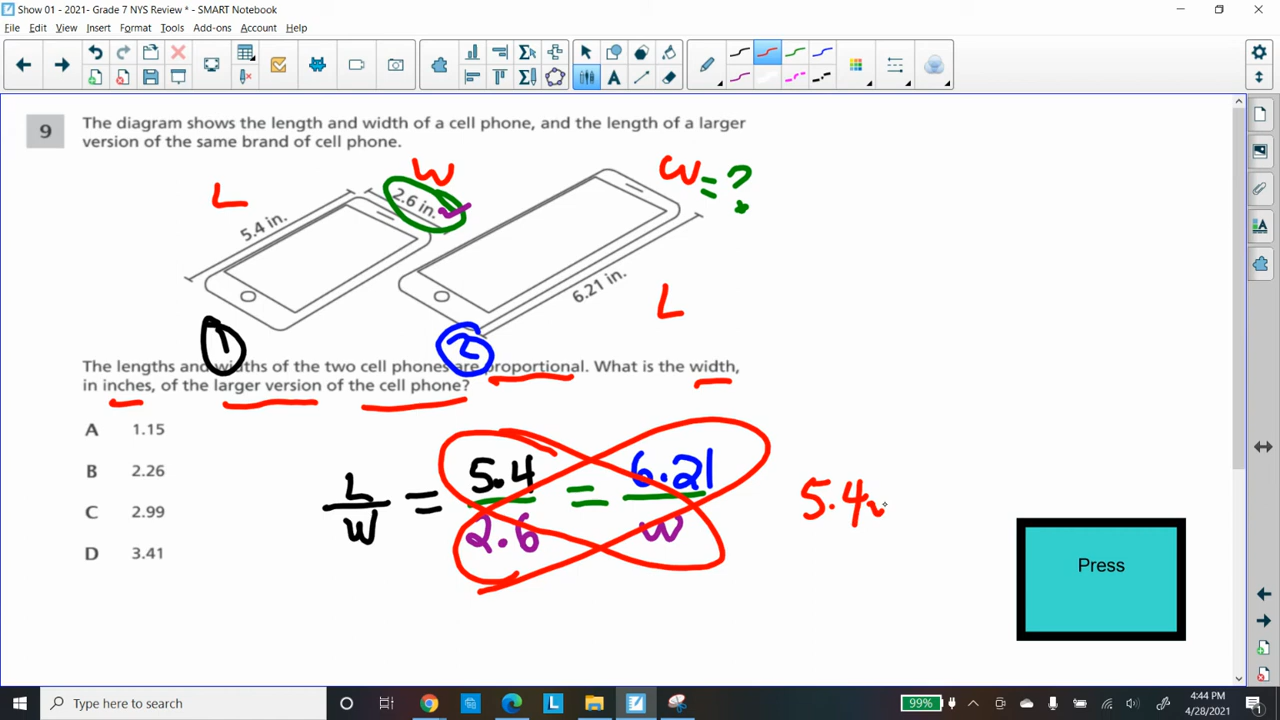 Show 01 - 2021- Grade 7 NYS Review * - SMART Notebook
File Edit View Insert Format Tools Add-ons Account Help
9 The diagram shows the length and width of a cell phone, and the length of a larger
version of the same brand of cell phone.
L
W
W = ?
5.4 in.
2.6 in.
6.21 in.
L
1
2
The lengths and widths of the two cell phones are proportional. What is the width,
in inches, of the larger version of the cell phone?
A 1.15
B 2.26
C 2.99
D 3.41
L/W = 5.4/2.6 = 6.21/W
5.4
Press
Type here to search
99%
4:44 PM
4/28/2021